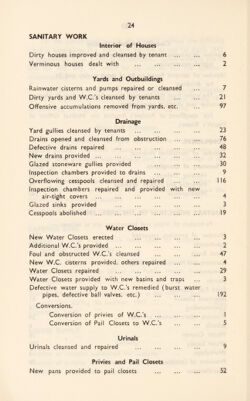 24
SANITARY WORK
Interior of Houses
Dirty houses improved and cleansed by tenant ... ... 6
Verminous houses dealt with ... ... ... ... 2
Yards and Outbuildings
Rainwater cisterns and pumps repaired or cleansed ... 7
Dirty yards and W.C.'s cleansed by tenants ... ... 21
Offensive accumulations removed from yards, etc. ... 97
Drainage
Yard gullies cleansed by tenants ... ... ... ... 23
Drains opened and cleansed from obstruction ... ... 76
Defective drains repaired ... ... ... ... ... 48
New drains provided ... ... ... ... ... ... 32
Glazed stoneware gullies provided ... ... ... ... 30
Inspection chambers provided to drains ... ... ... 9
Overflowing cesspools cleansed and repaired ... ... 116
Inspection chambers repaired and provided with new
air-tight covers ... ... ... ... ... ... 4
Glazed sinks provided ... ... ... ... ... 3
Cesspools abolished ... ... ... ... ... ... 19
Water Closets
New Water Closets erected ... ... ... ... 3
Additional W.C.'s provided ... ... ... ... ... 2
Foul and obstructed W.C.'s cleansed ... ... ... 47
New W.C. cisterns provided, others repaired ... ... 4
Water Closets repaired ... ... ... ... ... 29
Water Closets provided with new basins and traps ... 3
Defective water supply to W.C.'s remedied (burst water
pipes, defective ball valves, etc.) ... ... ... 192
Conversions.
Conversion of privies of W.C.'s ... ... ... 1
Conversion of Pail Closets to W.C.'s ... ... 5
Urinals
Urinals cleansed and repaired ... ... ... ... 9
Privies and Pail Closets
New pans provided to pail closets ... ... ... 52